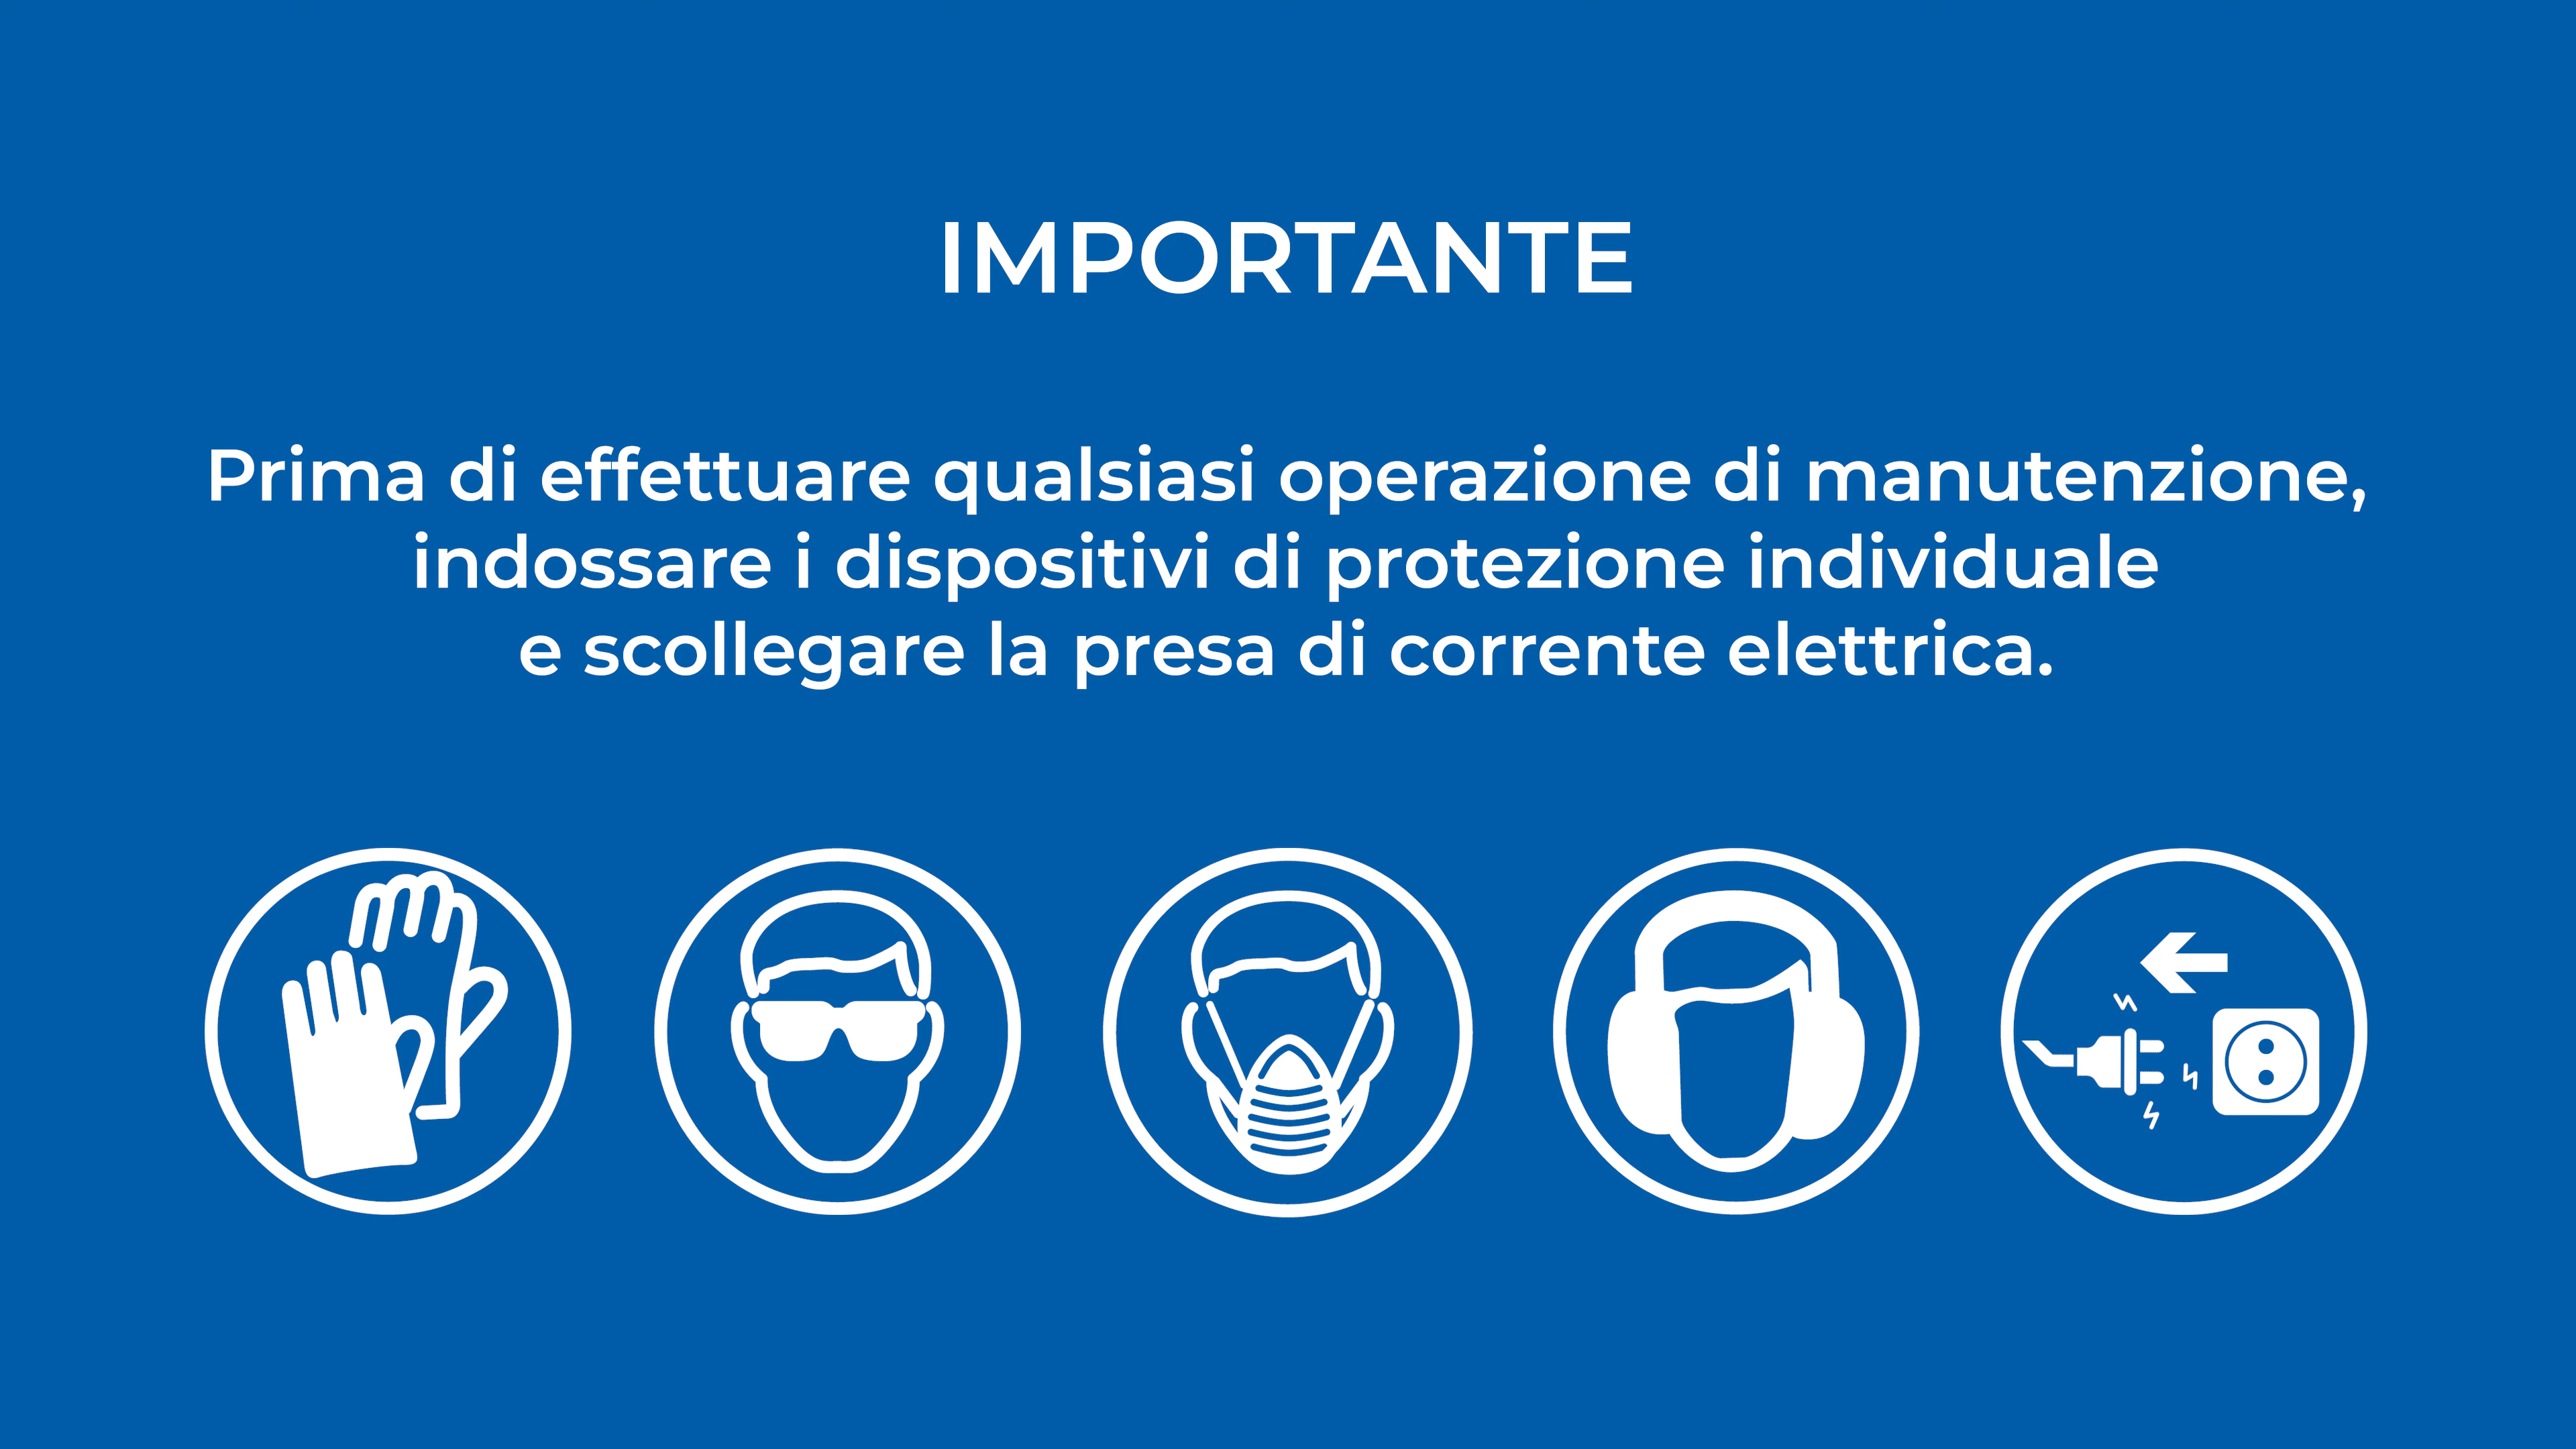 IMPORTANTE
Prima di effettuare qualsiasi operazione di manutenzione,
indossare i dispositivi di protezione individuale
e scollegare la presa di corrente elettrica.